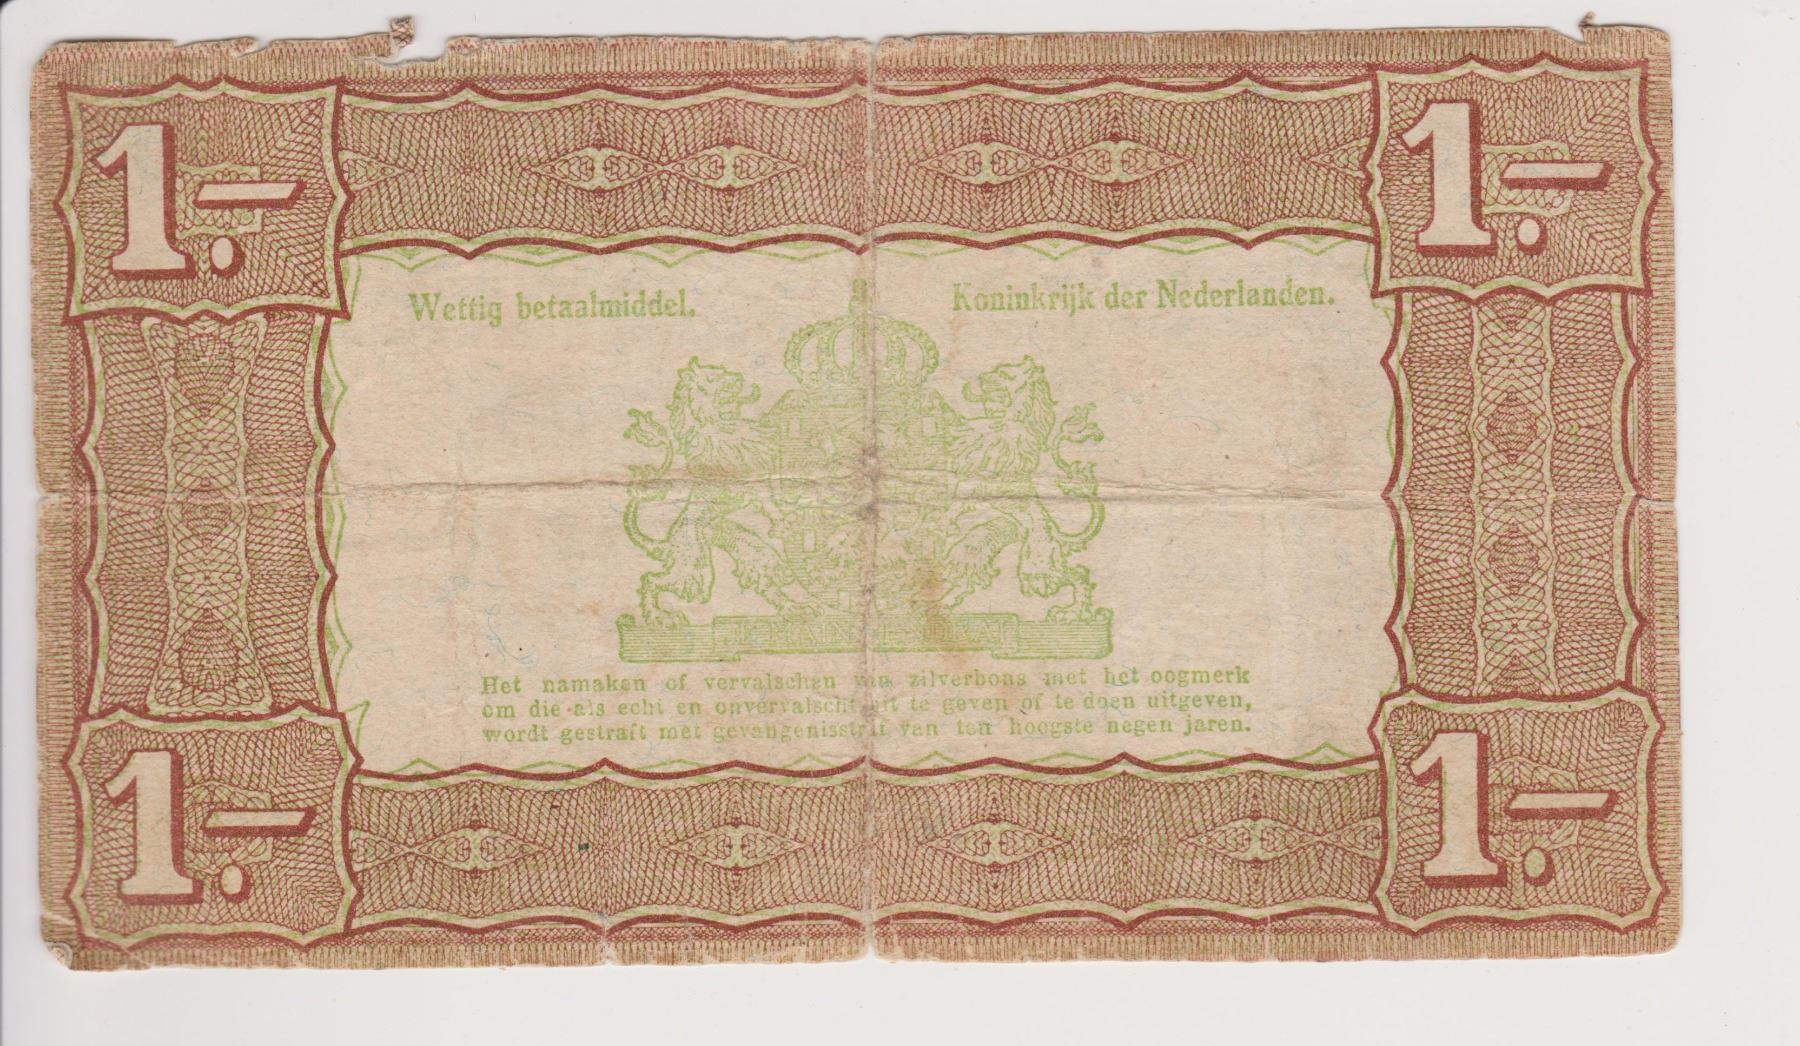 1.-
1.-
Wettig betaalmiddel.
Koninkrijk der Nederlanden.
JE MAINTIENDRAI
Het namaken of vervalschen van zilverbons met het oogmerk
om die als echt en onvervalscht uit te geven of te doen uitgeven,
wordt gestraft met gevangenisstraf van ten hoogste negen jaren.
1.-
1.-